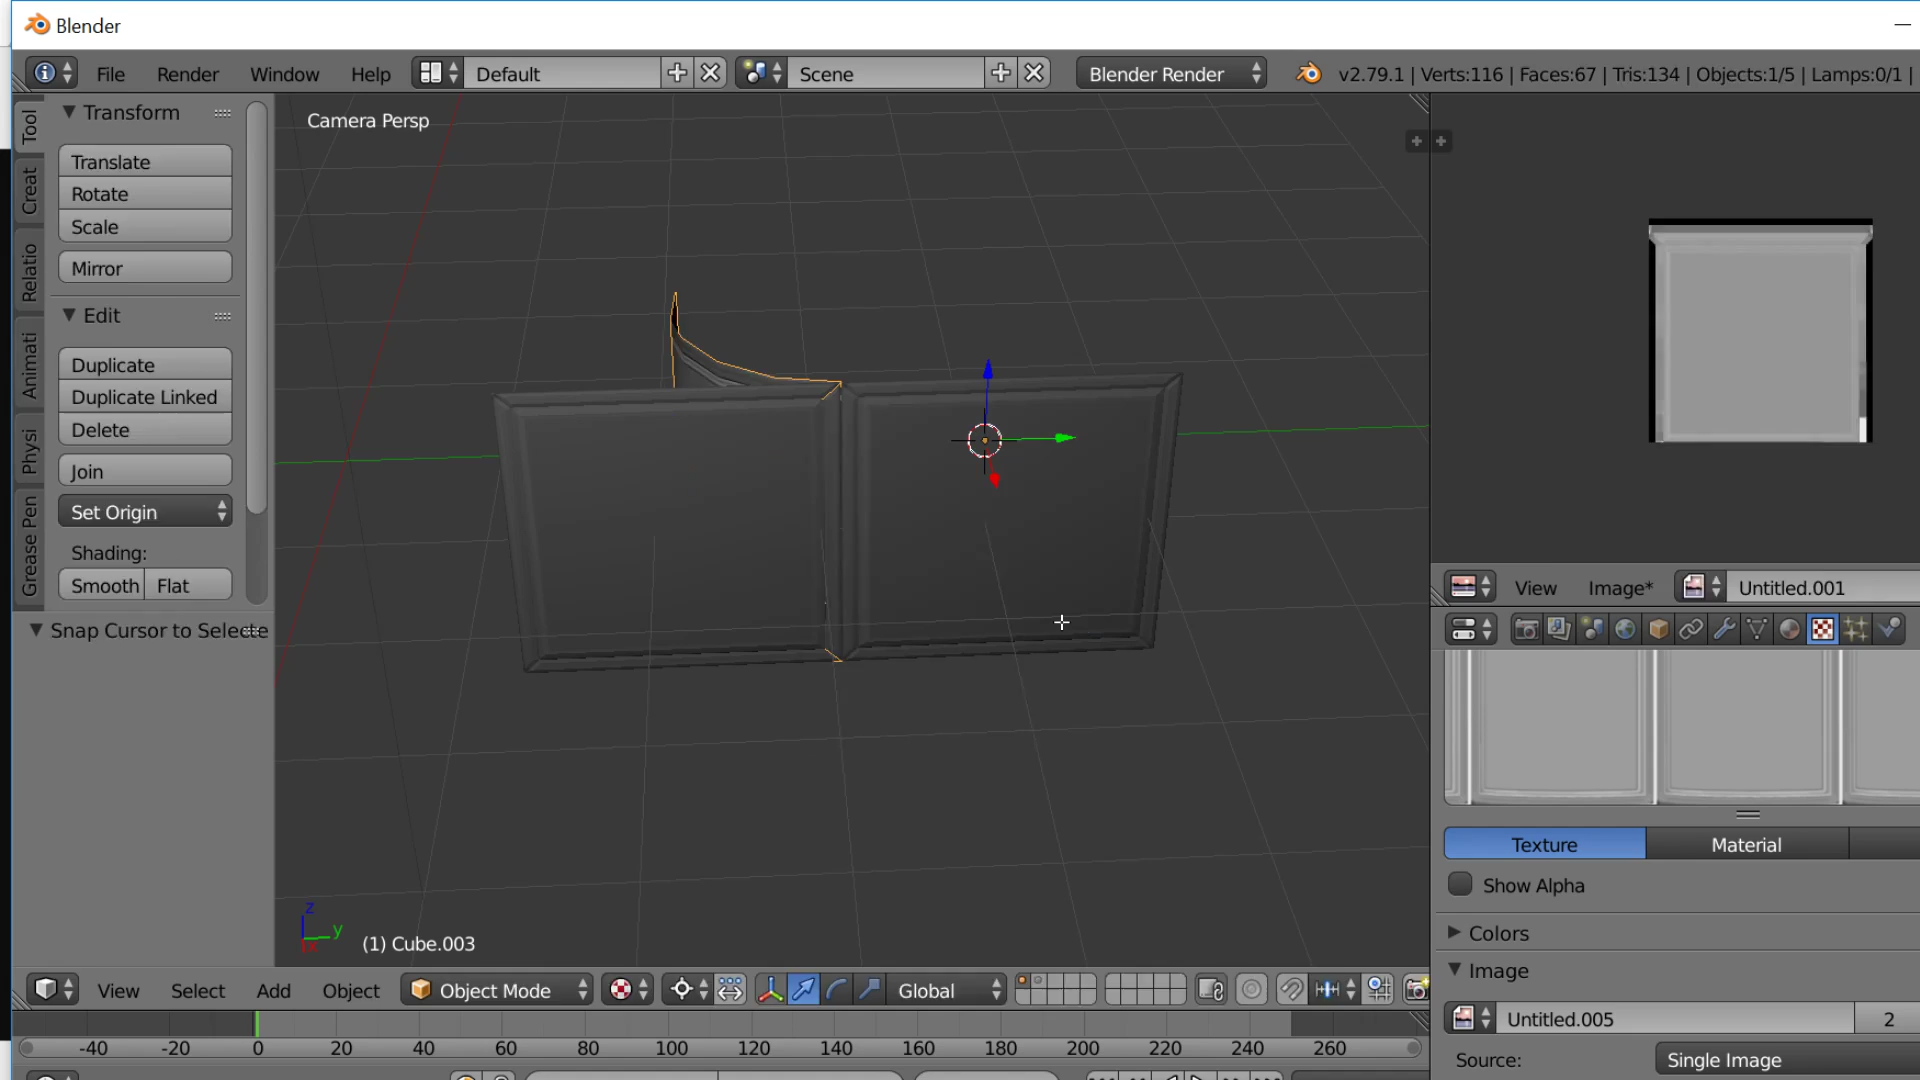 Blender
File Render Window Help Default Scene Blender Render v2.79.1 | Verts:116 | Faces:67 | Tris:134 | Objects:1/5 | Lamps:0/1 |
Tool
Creat
Relatio
Animati
Physi
Grease Pen
Transform
Translate
Rotate
Scale
Mirror
Edit
Duplicate
Duplicate Linked
Delete
Join
Set Origin
Shading:
Smooth Flat
Snap Cursor to Selecte
Camera Persp
z
y
x
(1) Cube.003
View Image* Untitled.001
Texture Material
Show Alpha
Colors
Image
Untitled.005 2
Source: Single Image
View Select Add Object Object Mode Global
-40 -20 0 20 40 60 80 100 120 140 160 180 200 220 240 260